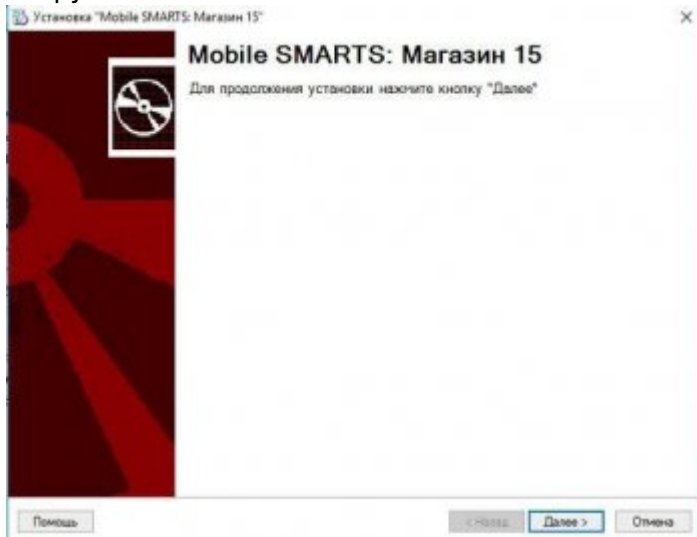 Установка "Mobile SMARTS: Магазин 15"
Mobile SMARTS: Магазин 15
Для продолжения установки нажмите кнопку "Далее"
Помощь
< Назад
Далее >
Отмена